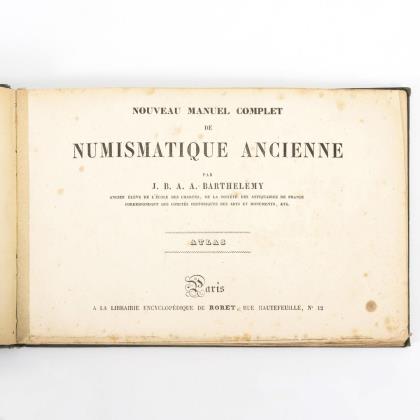 NOUVEAU MANUEL COMPLET
DE
NUMISMATIQUE ANCIENNE
PAR
J. B. A. A. BARTHELÉMY
ANCIEN ÉLÈVE DE L'ÉCOLE DES CHARTES, DE LA SOCIÉTÉ DES ANTIQUAIRES DE FRANCE
CORRESPONDANT DES COMITÉS HISTORIQUES DES ARTS ET MONUMENTS, ETC.
ATLAS
Paris
A LA LIBRAIRIE ENCYCLOPÉDIQUE DE RORET, RUE HAUTEFEUILLE, N° 12